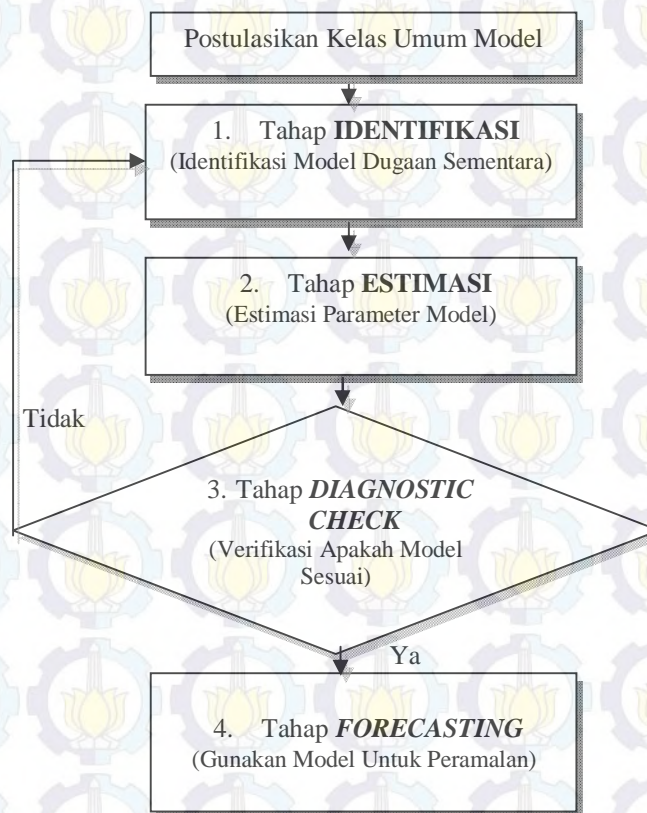 Postulasikan Kelas Umum Model
1. Tahap IDENTIFIKASI
(Identifikasi Model Dugaan Sementara)
2. Tahap ESTIMASI
(Estimasi Parameter Model)
Tidak
3. Tahap DIAGNOSTIC
CHECK
(Verifikasi Apakah Model
Sesuai)
Ya
4. Tahap FORECASTING
(Gunakan Model Untuk Peramalan)